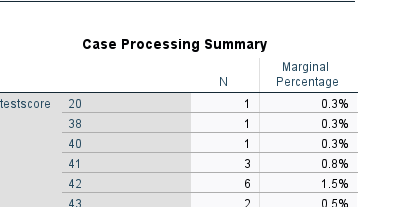 Case Processing Summary
N Marginal Percentage
testscore 20 1 0.3%
38 1 0.3%
40 1 0.3%
41 3 0.8%
42 6 1.5%
43 2 0.5%